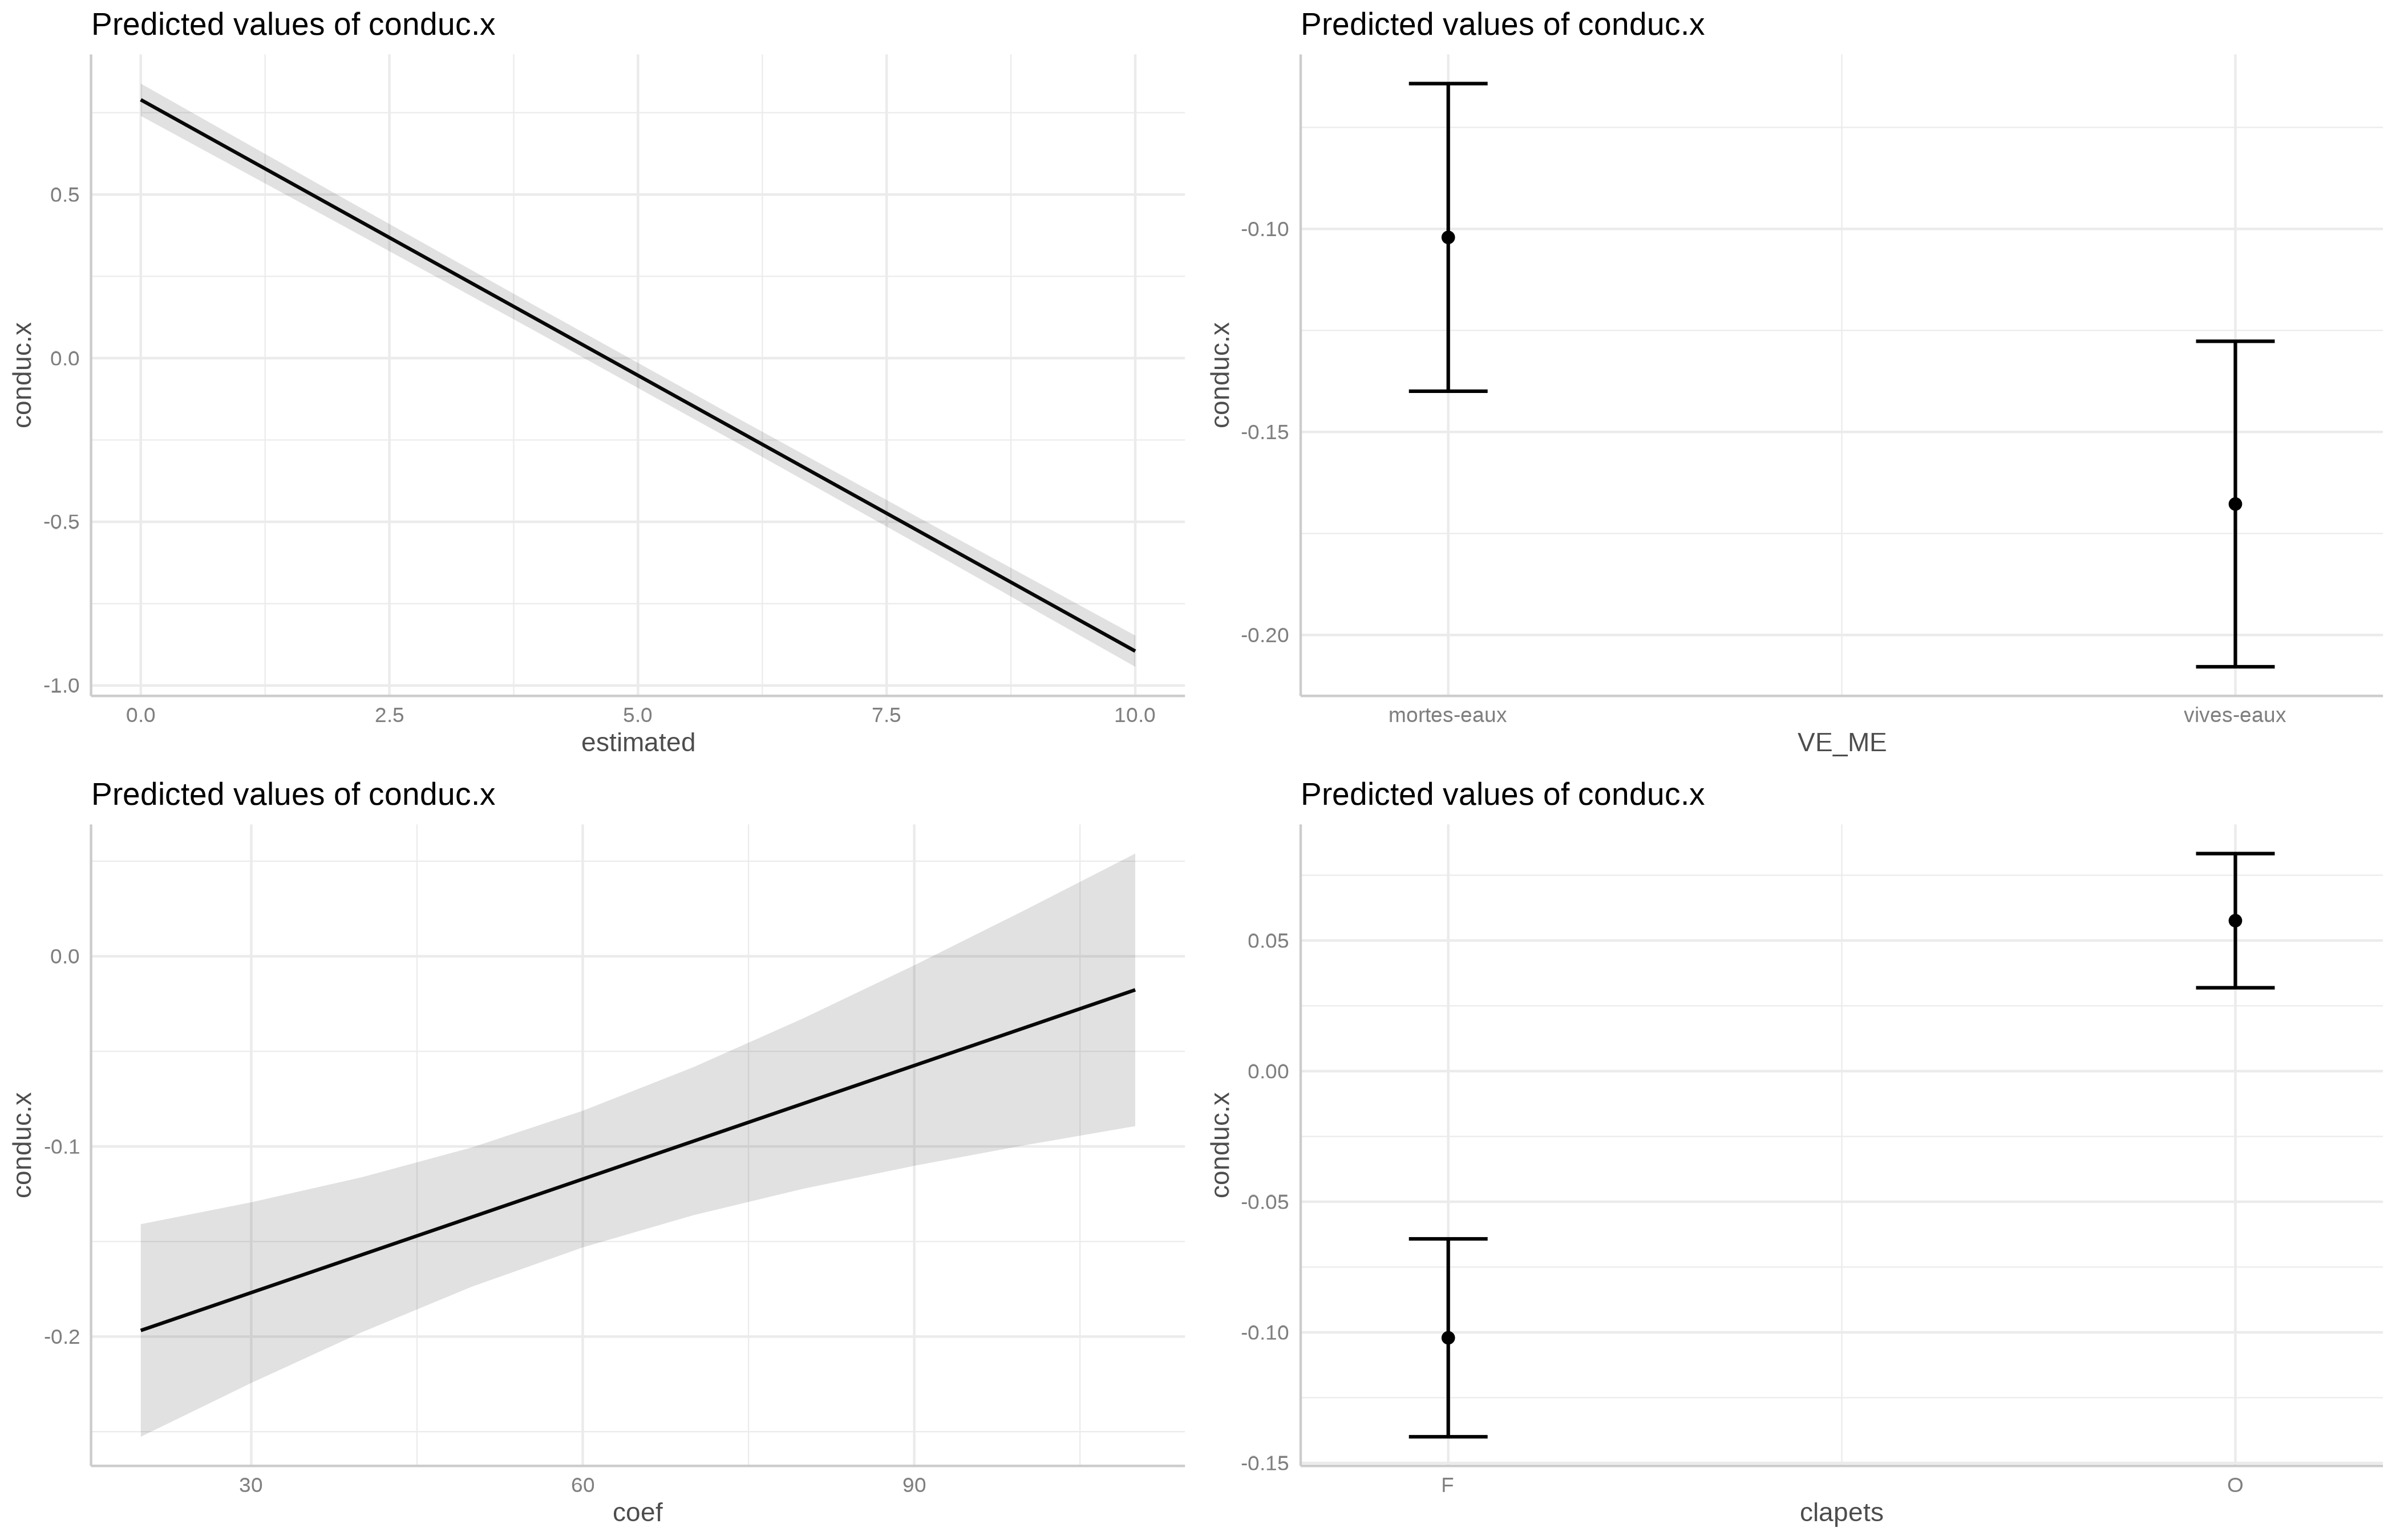 Predicted values of conduc.x
conduc.x
0.5
0.0
-0.5
-1.0
0.0 2.5 5.0 7.5 10.0
estimated
Predicted values of conduc.x
conduc.x
-0.10
-0.15
-0.20
mortes-eaux vives-eaux
VE_ME
Predicted values of conduc.x
conduc.x
0.0
-0.1
-0.2
30 60 90
coef
Predicted values of conduc.x
conduc.x
0.05
0.00
-0.05
-0.10
-0.15
F O
clapets